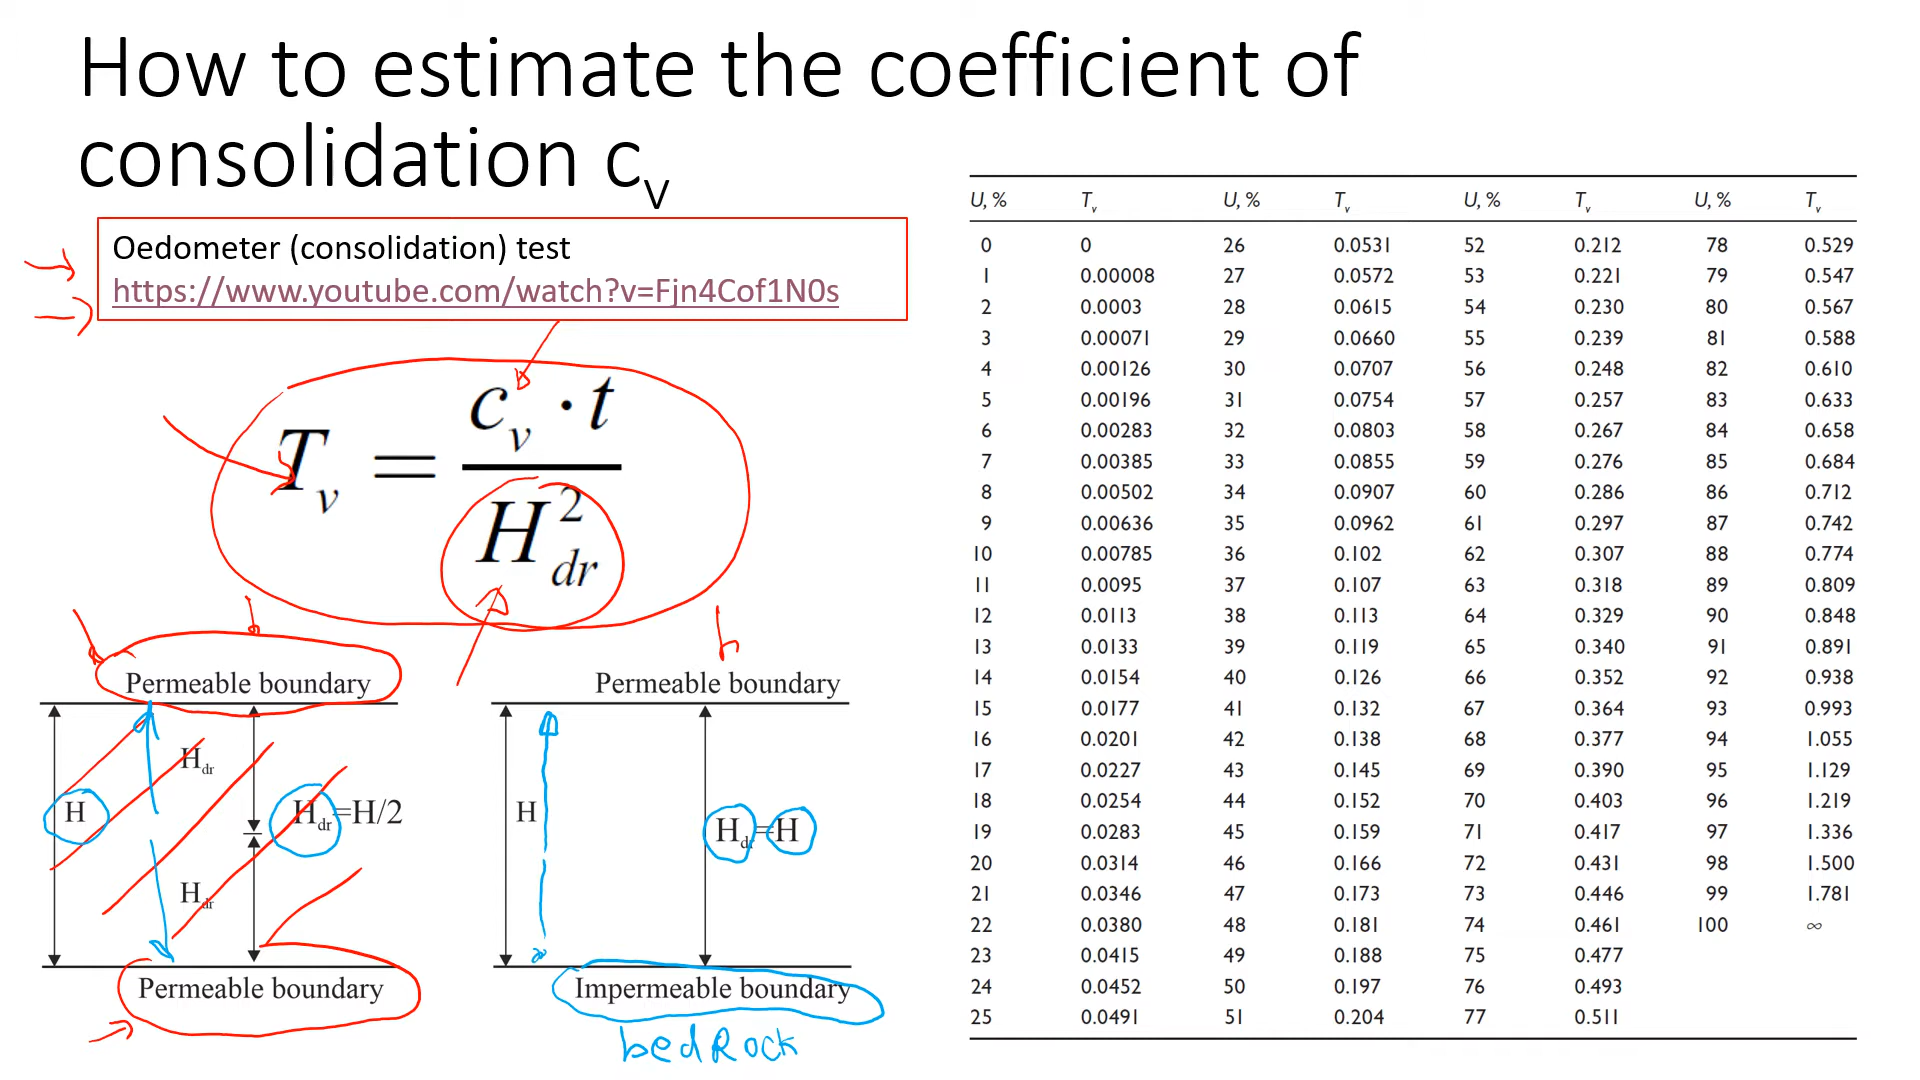 How to estimate the coefficient of
consolidation cv
Oedometer (consolidation) test
https://www.youtube.com/watch?v=Fjn4Cof1N0s
Tv = cv · t / H²dr
Permeable boundary
H
Hdr
Hdr=H/2
Hdr
Permeable boundary
Permeable boundary
H
Hdr=H
Impermeable boundary
bedRock
U, % Tv U, % Tv U, % Tv U, % Tv
0 0 26 0.0531 52 0.212 78 0.529
1 0.00008 27 0.0572 53 0.221 79 0.547
2 0.0003 28 0.0615 54 0.230 80 0.567
3 0.00071 29 0.0660 55 0.239 81 0.588
4 0.00126 30 0.0707 56 0.248 82 0.610
5 0.00196 31 0.0754 57 0.257 83 0.633
6 0.00283 32 0.0803 58 0.267 84 0.658
7 0.00385 33 0.0855 59 0.276 85 0.684
8 0.00502 34 0.0907 60 0.286 86 0.712
9 0.00636 35 0.0962 61 0.297 87 0.742
10 0.00785 36 0.102 62 0.307 88 0.774
11 0.0095 37 0.107 63 0.318 89 0.809
12 0.0113 38 0.113 64 0.329 90 0.848
13 0.0133 39 0.119 65 0.340 91 0.891
14 0.0154 40 0.126 66 0.352 92 0.938
15 0.0177 41 0.132 67 0.364 93 0.993
16 0.0201 42 0.138 68 0.377 94 1.055
17 0.0227 43 0.145 69 0.390 95 1.129
18 0.0254 44 0.152 70 0.403 96 1.219
19 0.0283 45 0.159 71 0.417 97 1.336
20 0.0314 46 0.166 72 0.431 98 1.500
21 0.0346 47 0.173 73 0.446 99 1.781
22 0.0380 48 0.181 74 0.461 100 ∞
23 0.0415 49 0.188 75 0.477
24 0.0452 50 0.197 76 0.493
25 0.0491 51 0.204 77 0.511